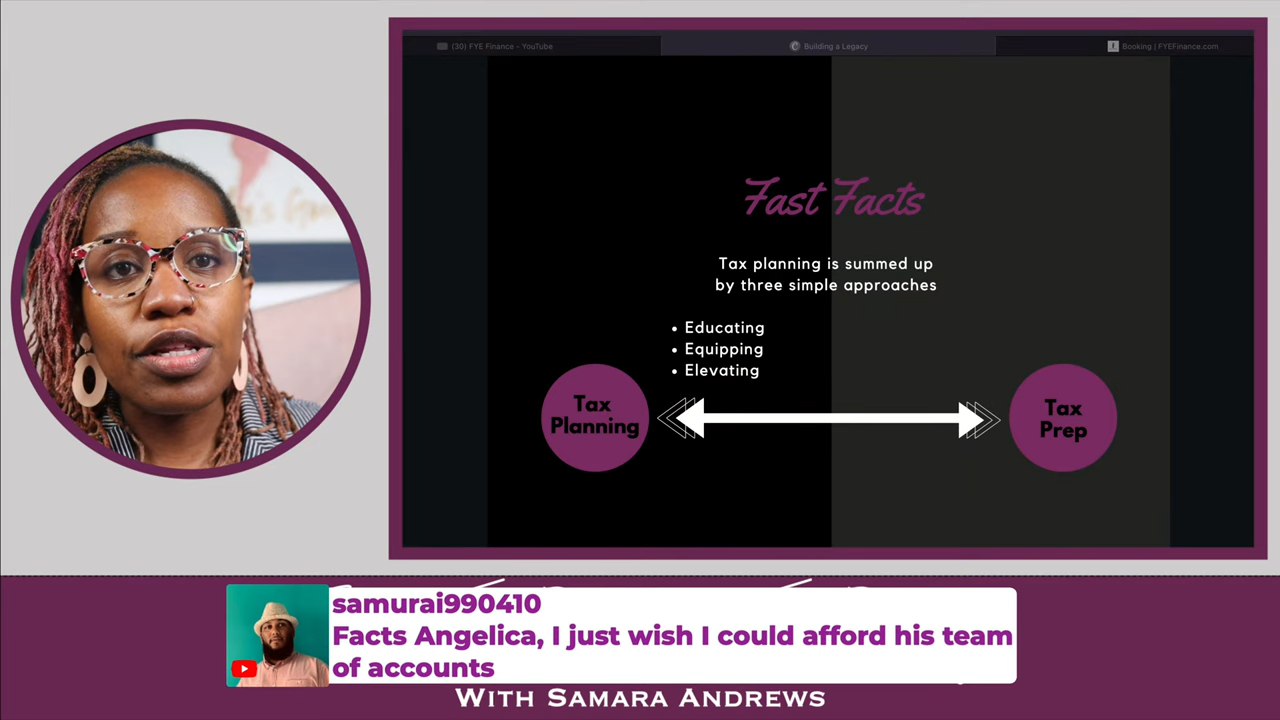 (30) FYE Finance - YouTube
Building a Legacy
Booking | FYEFinance.com
Fast Facts
Tax planning is summed up
by three simple approaches
• Educating
• Equipping
• Elevating
Tax
Planning
Tax
Prep
samurai990410
Facts Angelica, I just wish I could afford his team
of accounts
WITH SAMARA ANDREWS